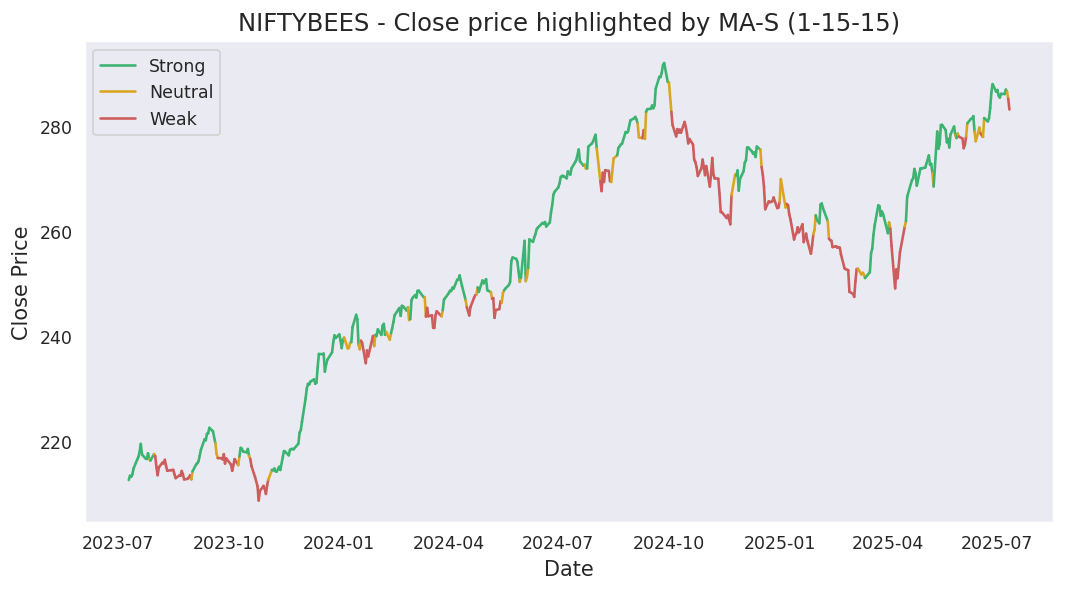 NIFTYBEES - Close price highlighted by MA-S (1-15-15)
Strong
Neutral
Weak
Close Price
280
260
240
220
2023-07 2023-10 2024-01 2024-04 2024-07 2024-10 2025-01 2025-04 2025-07
Date